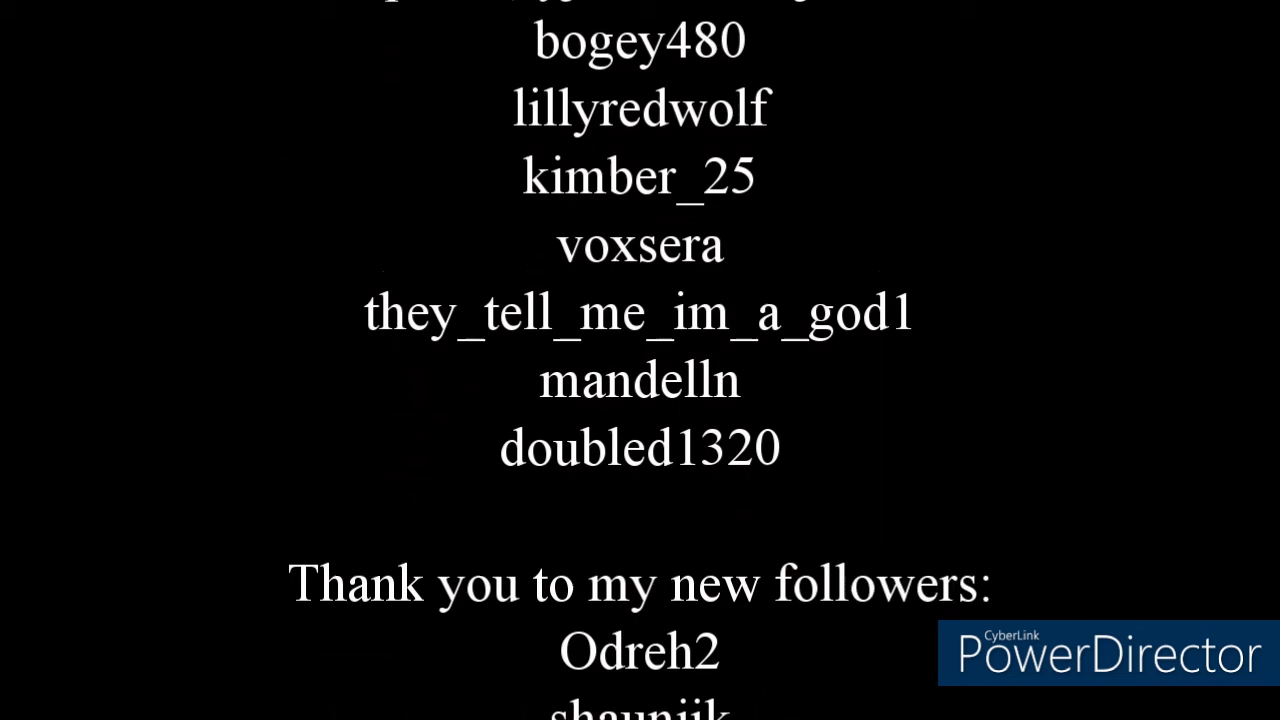 bogey480
lillyredwolf
kimber_25
voxsera
they_tell_me_im_a_god1
mandelln
doubled1320
Thank you to my new followers:
Odreh2
CyberLink
PowerDirector